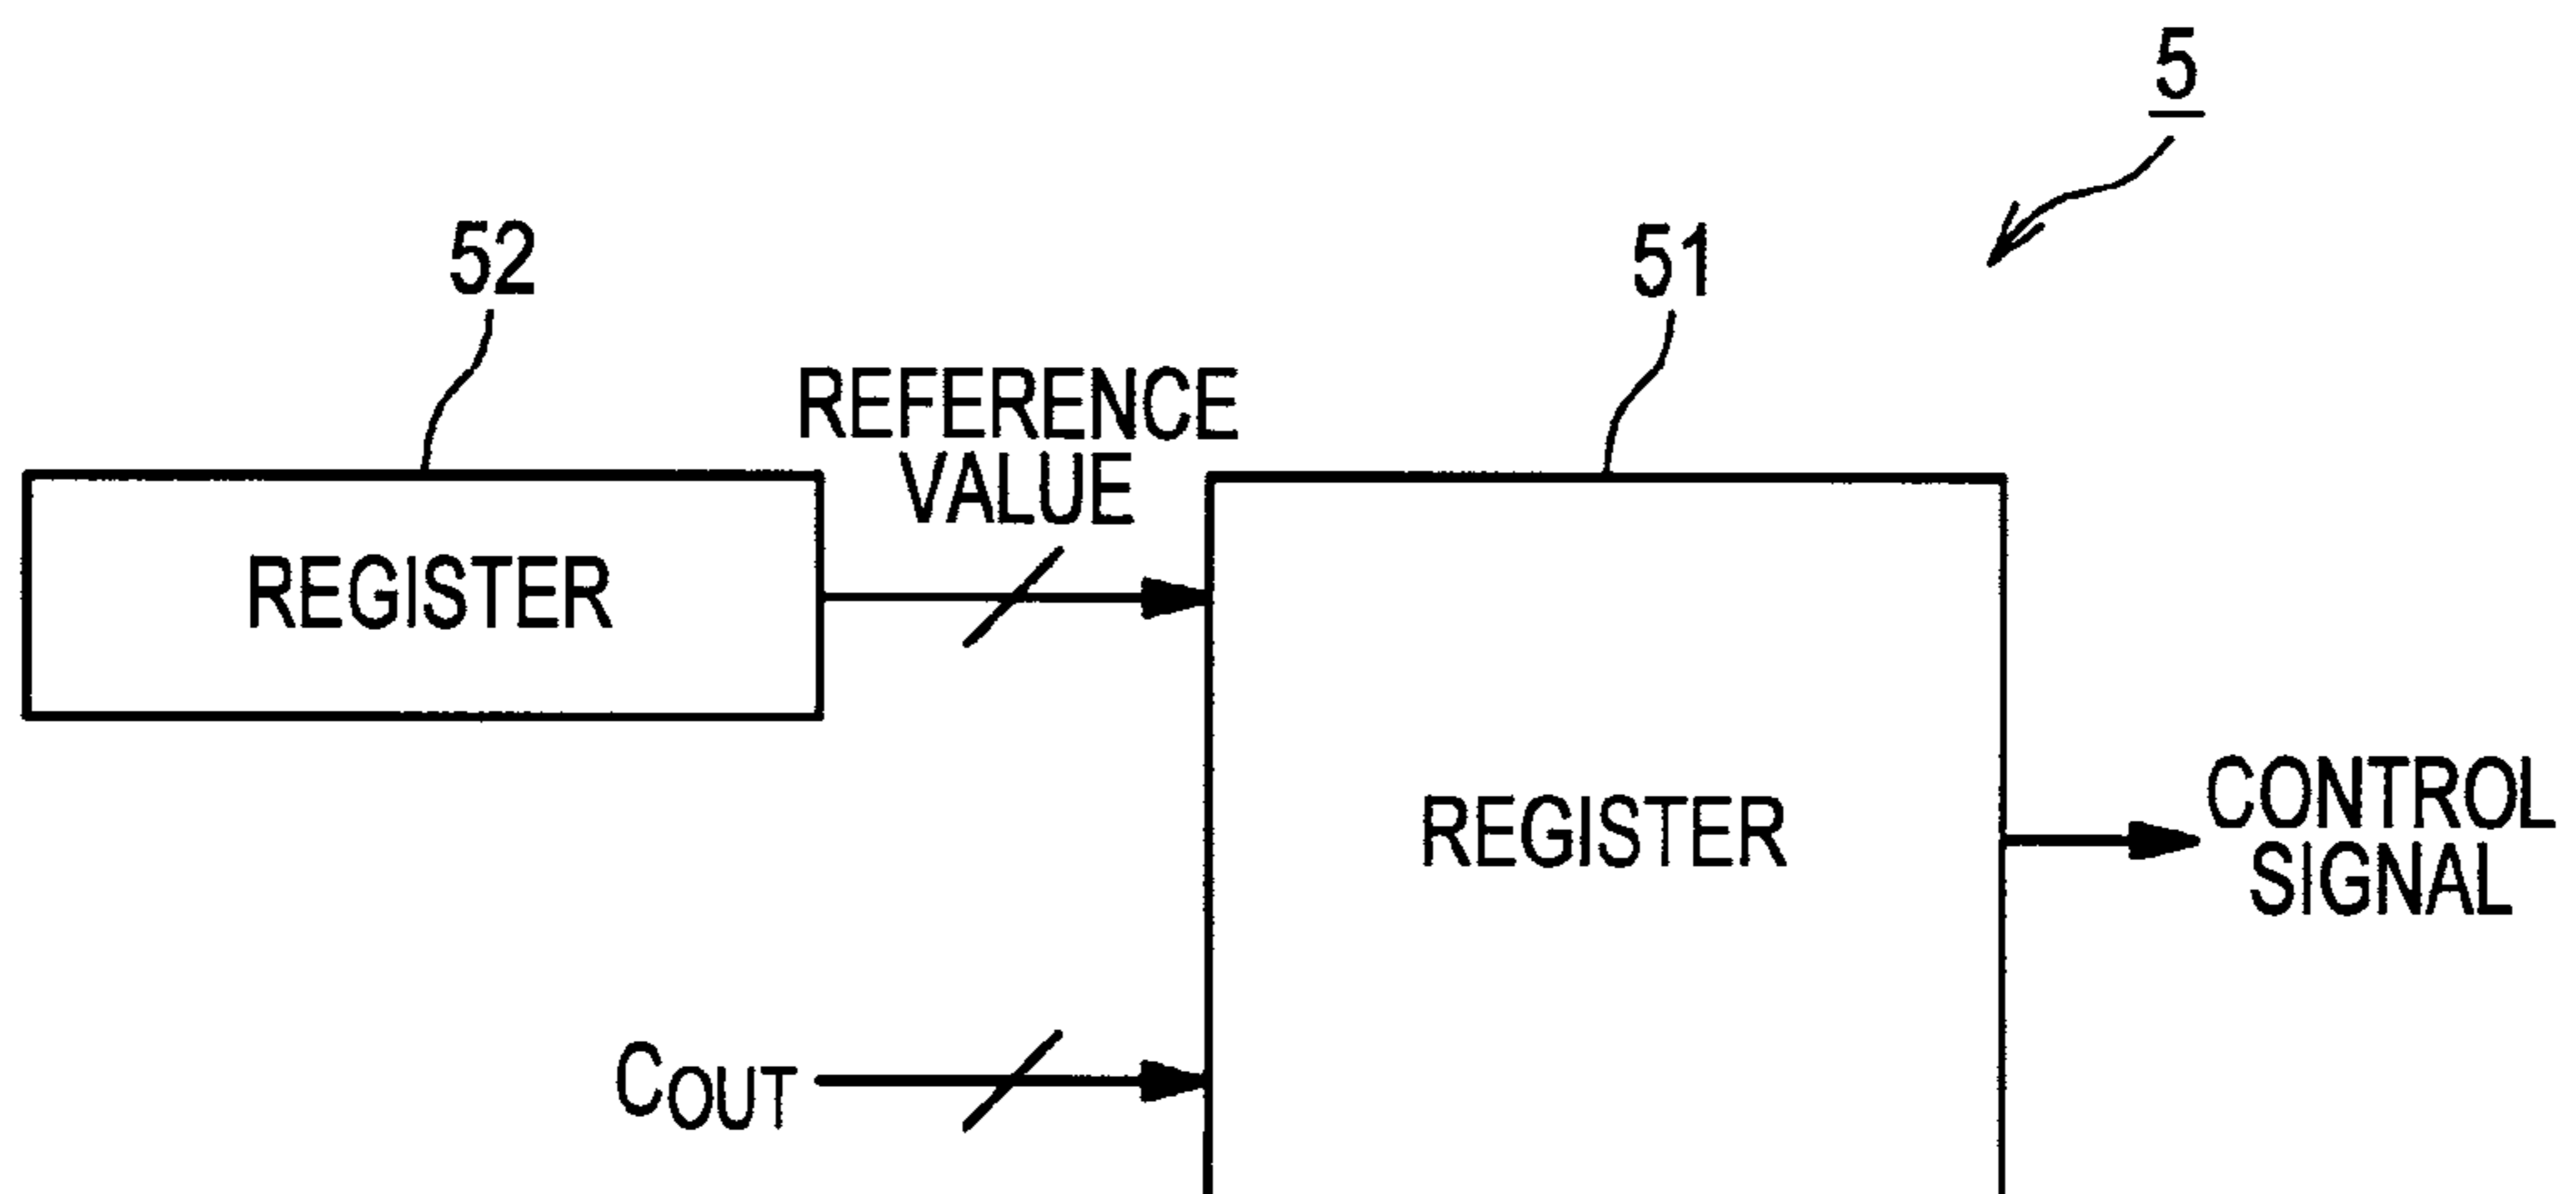 5
52
51
REFERENCE
VALUE
REGISTER
REGISTER
CONTROL
SIGNAL
COUT